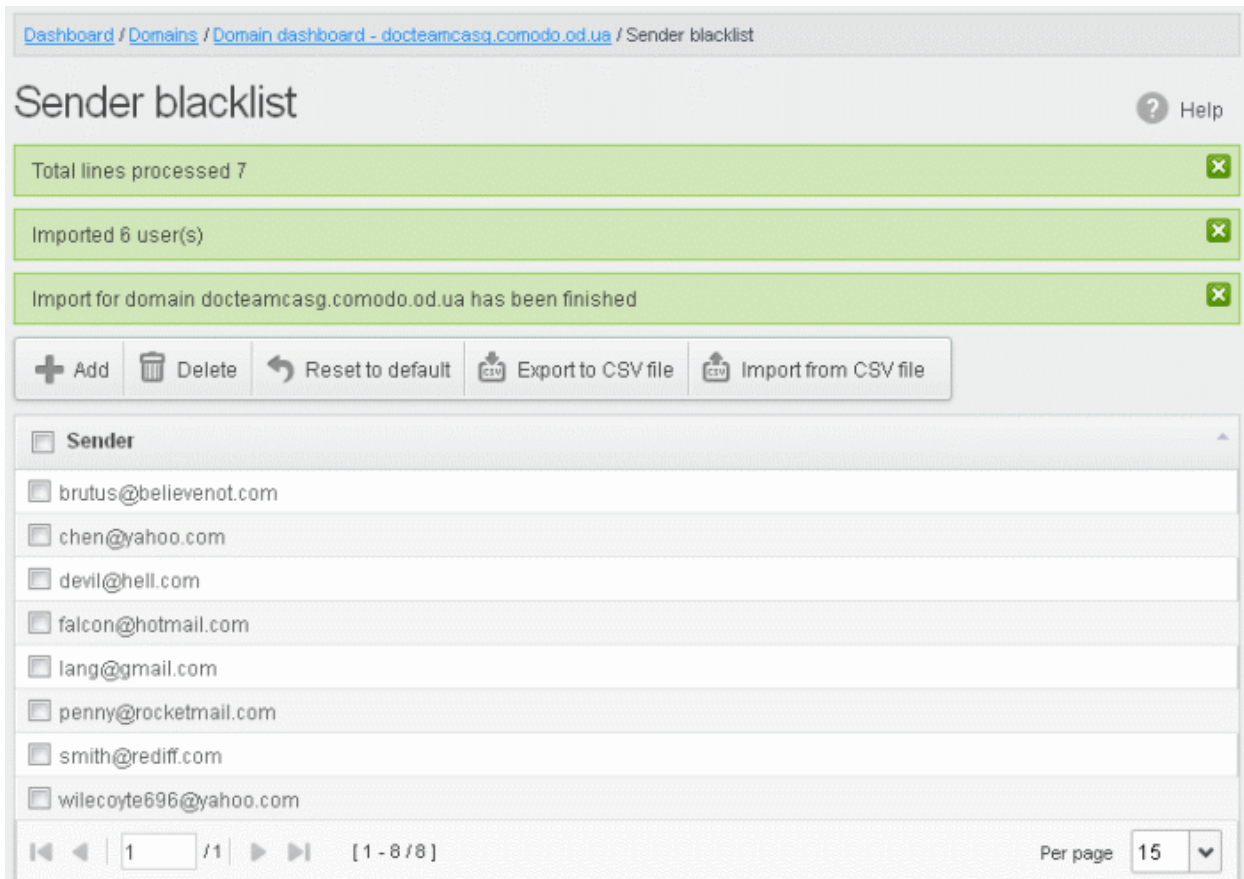 Dashboard / Domains / Domain dashboard - docteamcasg.comodo.od.ua / Sender blacklist
Sender blacklist
? Help
Total lines processed 7
Imported 6 user(s)
Import for domain docteamcasg.comodo.od.ua has been finished
Add Delete Reset to default CSV Export to CSV file CSV Import from CSV file
Sender
brutus@believenot.com
chen@yahoo.com
devil@hell.com
falcon@hotmail.com
lang@gmail.com
penny@rocketmail.com
smith@rediff.com
wilecoyte696@yahoo.com
1 /1 [ 1 - 8 / 8 ] Per page 15